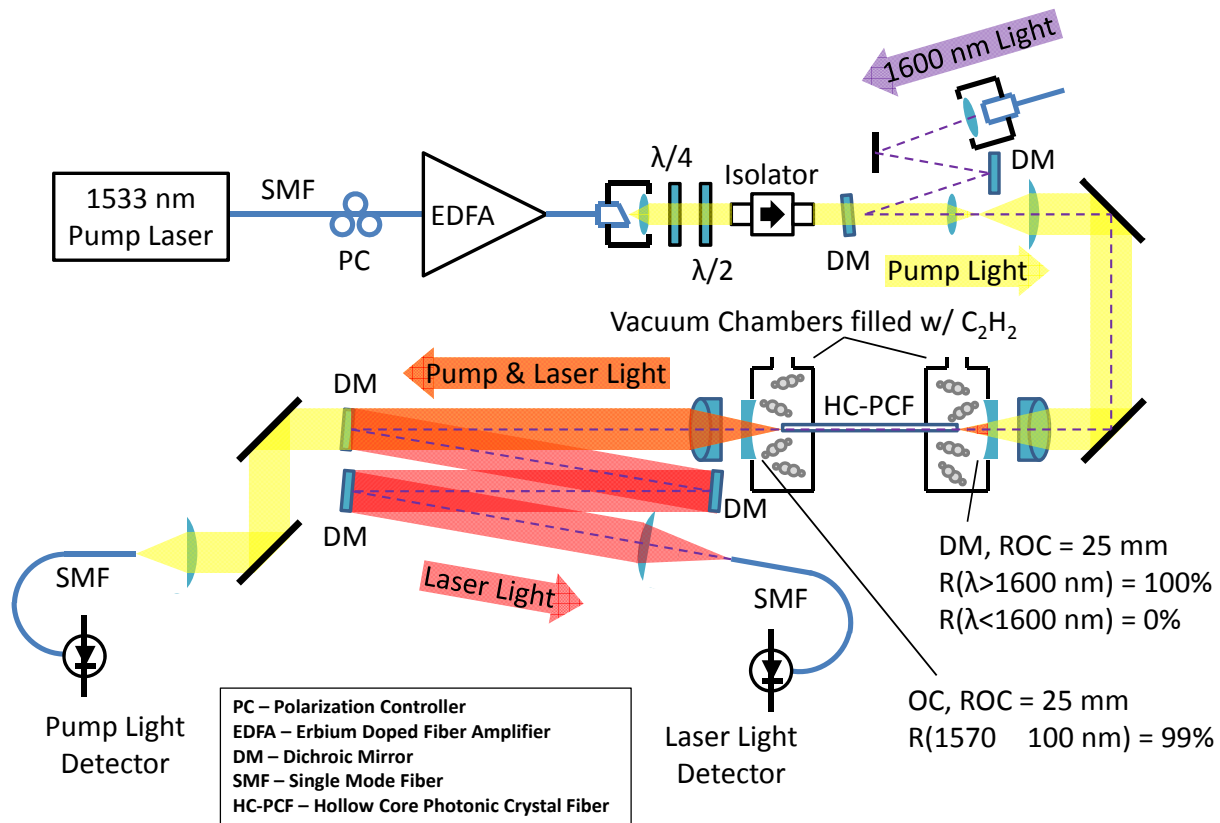 1600 nm Light
DM
λ/4
Isolator
SMF
1533 nm
Pump Laser
EDFA
PC
λ/2
DM
Pump Light
Vacuum Chambers filled w/ C₂H₂
DM
Pump & Laser Light
HC-PCF
DM
DM
DM, ROC = 25 mm
R(λ>1600 nm) = 100%
R(λ<1600 nm) = 0%
SMF
Laser Light
SMF
OC, ROC = 25 mm
R(1570 100 nm) = 99%
Pump Light
Detector
Laser Light
Detector
PC – Polarization Controller
EDFA – Erbium Doped Fiber Amplifier
DM – Dichroic Mirror
SMF – Single Mode Fiber
HC-PCF – Hollow Core Photonic Crystal Fiber